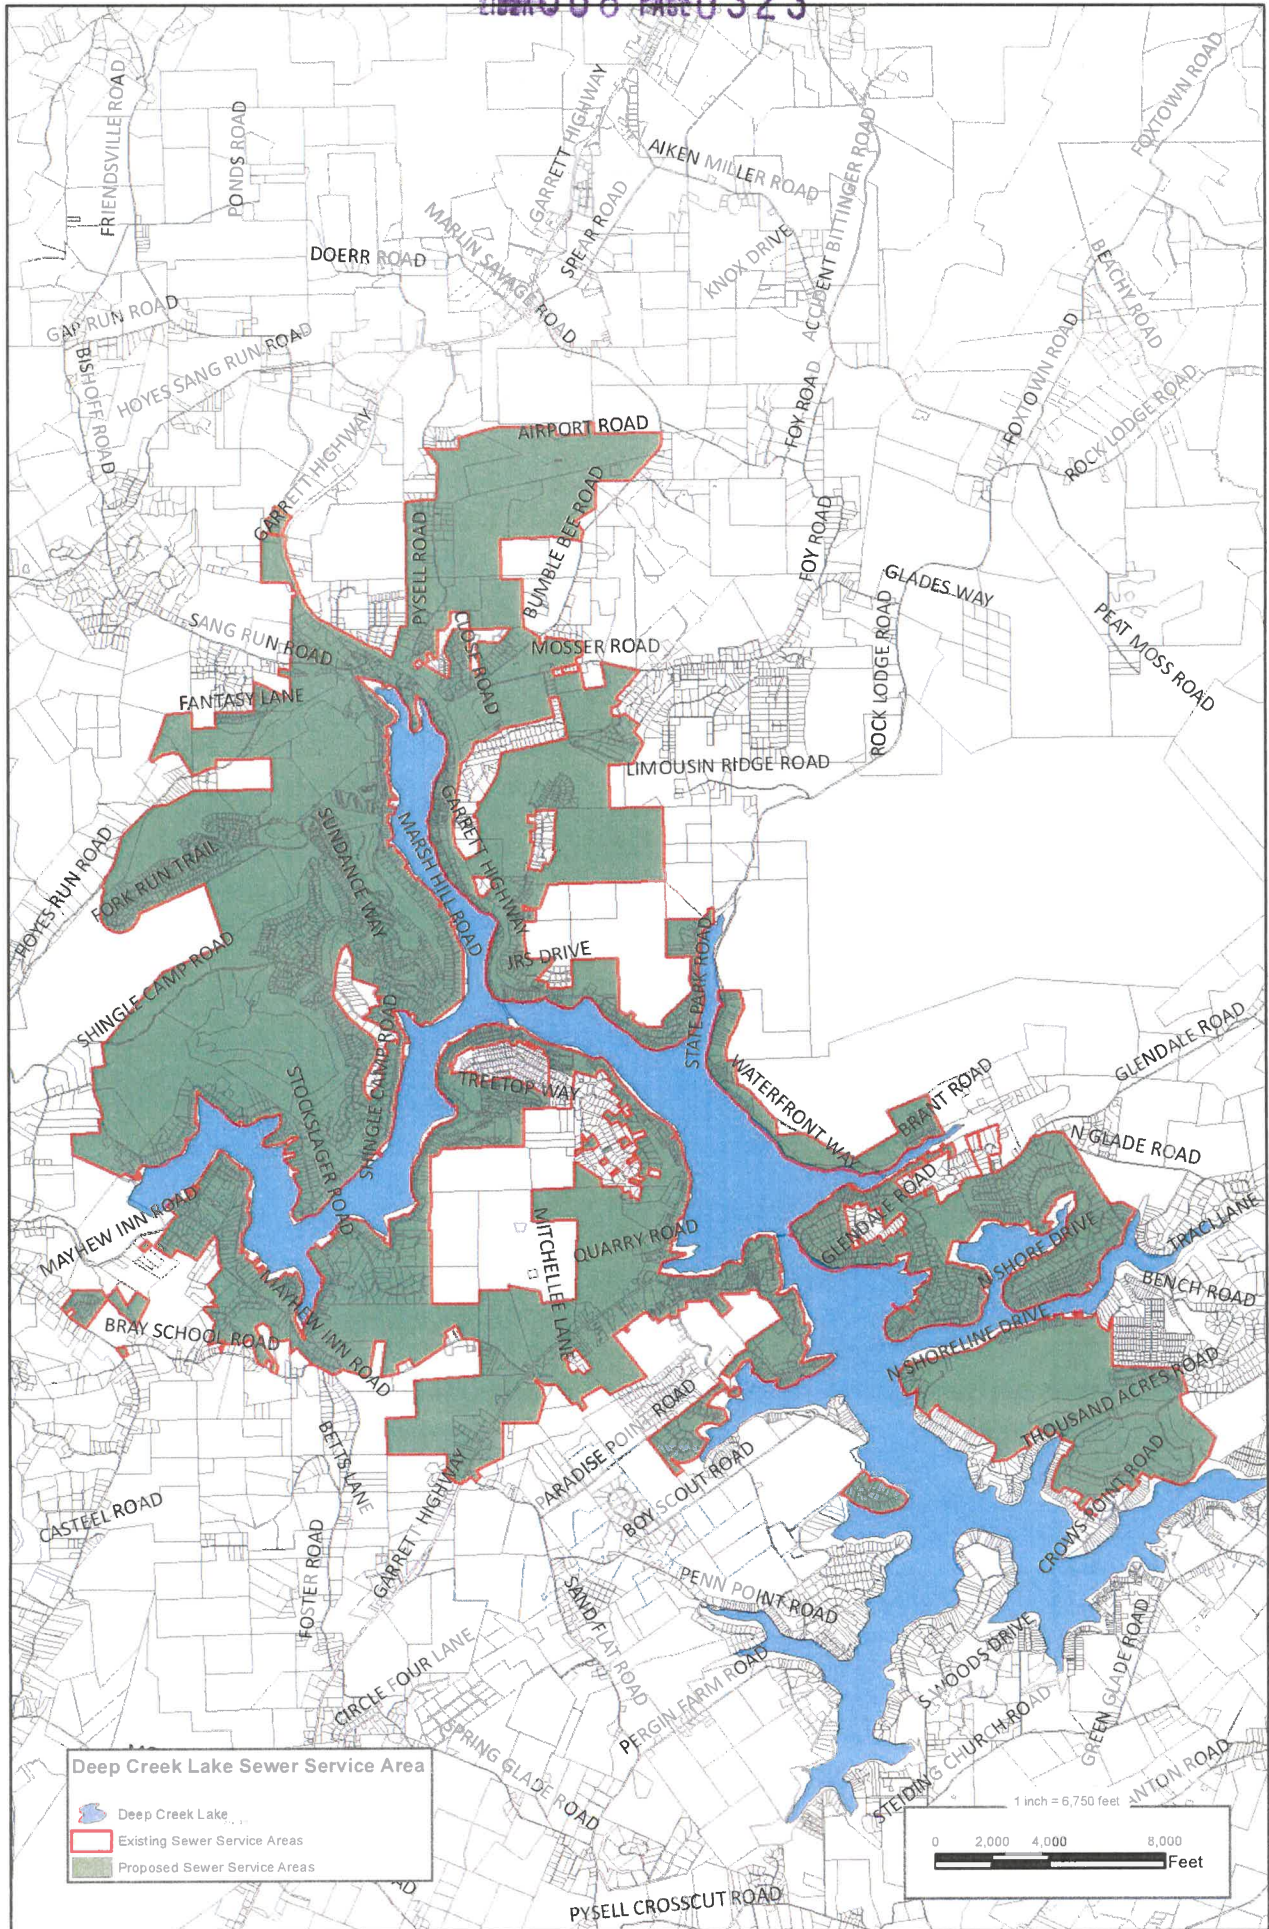 0323
FRIENDSVILLE ROAD
PONDS ROAD
GARRETT HIGHWAY
FOXTOWN ROAD
AIKEN MILLER ROAD
ACCIDENT BITTINGER ROAD
SPEAR ROAD
MARLIN SAVAGE ROAD
KNOX DRIVE
DOERR ROAD
BEACHY ROAD
GAP RUN ROAD
HOYES SANG RUN ROAD
BISHOFF ROAD
FOXTOWN ROAD
ROCK LODGE ROAD
FOY ROAD
GARRETT HIGHWAY
AIRPORT ROAD
BUMBLE BEE ROAD
PYSELL ROAD
FOY ROAD
GLADES WAY
PEAT MOSS ROAD
SANG RUN ROAD
CLOSE ROAD
MOSSER ROAD
ROCK LODGE ROAD
FANTASY LANE
LIMOUSIN RIDGE ROAD
GARRETT HIGHWAY
MARSH HILL ROAD
SUNDANCE WAY
FORK RUN TRAIL
HOYES RUN ROAD
SHINGLE CAMP ROAD
JRS DRIVE
STATE PARK ROAD
SHINGLE CAMP ROAD
STOCKSLAGER ROAD
TREETOP WAY
WATERFRONT WAY
BRANT ROAD
GLENDALE ROAD
N GLADE ROAD
MAYHEW INN ROAD
MITCHELLEE LANE
QUARRY ROAD
GLENDALE ROAD
N SHORE DRIVE
TRACI LANE
BENCH ROAD
MAYHEW INN ROAD
BRAY SCHOOL ROAD
N SHORELINE DRIVE
THOUSAND ACRES ROAD
BETTS LANE
PARADISE POINT ROAD
BOY SCOUT ROAD
CROWS POINT ROAD
CASTEEL ROAD
FOSTER ROAD
GARRETT HIGHWAY
SAND FLAT ROAD
PENN POINT ROAD
CIRCLE FOUR LANE
PERGIN FARM ROAD
S WOODS DRIVE
GREEN GLADE ROAD
SPRING GLADE ROAD
STEIDING CHURCH ROAD
ANTON ROAD
Deep Creek Lake Sewer Service Area
Deep Creek Lake
Existing Sewer Service Areas
Proposed Sewer Service Areas
1 inch = 6,750 feet
0 2,000 4,000 8,000
Feet
PYSELL CROSSCUT ROAD